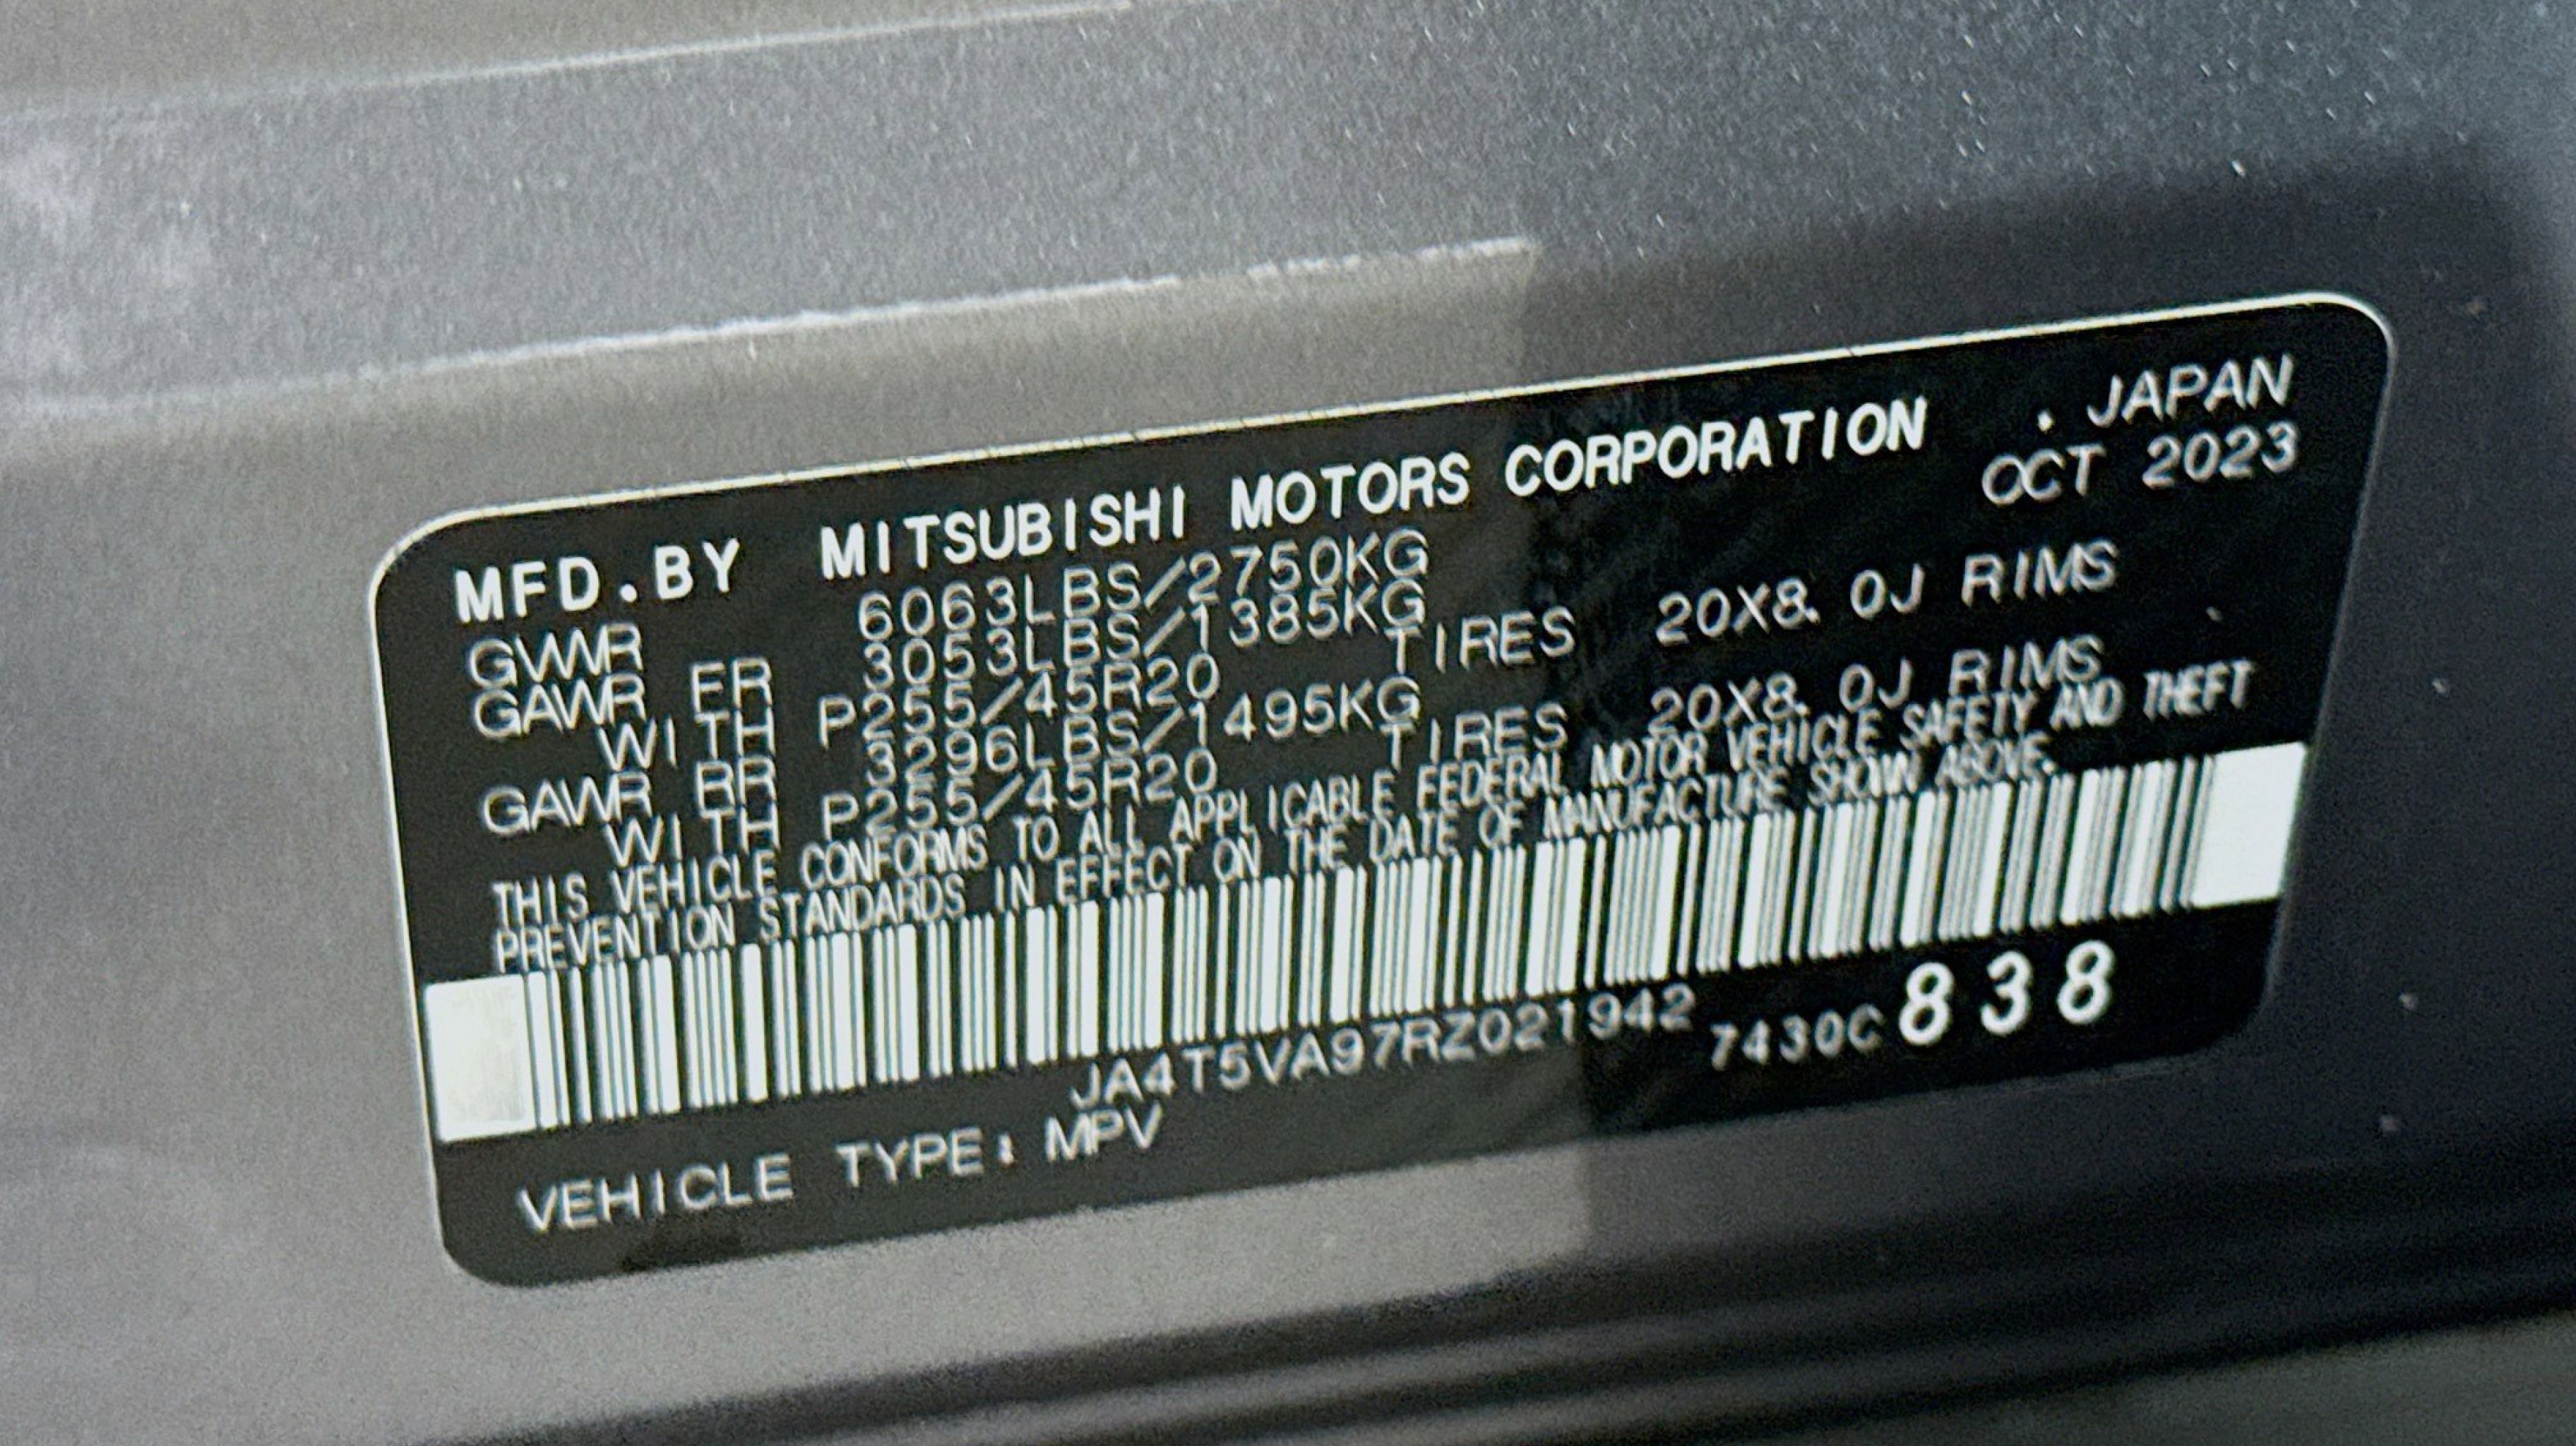 MFD.BY MITSUBISHI MOTORS CORPORATION . JAPAN
OCT 2023
GVWR 6063LBS/2750KG
GAWR FR 3053LBS/1385KG
WITH P255/45R20 TIRES 20X8.0J RIMS
GAWR RR 3296LBS/1495KG
WITH P255/45R20 TIRES 20X8.0J RIMS
THIS VEHICLE CONFORMS TO ALL APPLICABLE FEDERAL MOTOR VEHICLE SAFETY AND THEFT
PREVENTION STANDARDS IN EFFECT ON THE DATE OF MANUFACTURE SHOWN ABOVE.
JA4T5VA97RZ021942 7430C 838
VEHICLE TYPE: MPV